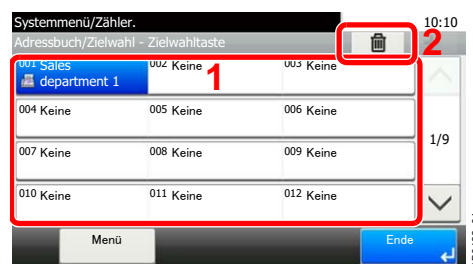 Systemmenü/Zähler. 10:10
Adressbuch/Zielwahl - Zielwahltaste 2
001 Sales department 1 002 Keine 003 Keine
1
004 Keine 005 Keine 006 Keine
1/9
007 Keine 008 Keine 009 Keine
010 Keine 011 Keine 012 Keine
Menü Ende